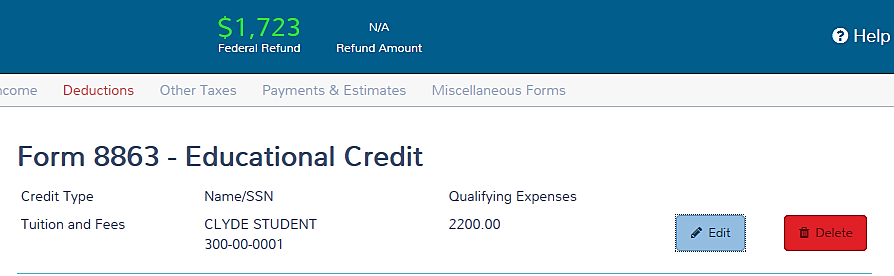 $1,723 N/A
Federal Refund Refund Amount
Help
ncome Deductions Other Taxes Payments & Estimates Miscellaneous Forms
Form 8863 - Educational Credit
Credit Type Name/SSN Qualifying Expenses
Tuition and Fees CLYDE STUDENT 2200.00 Edit Delete
300-00-0001